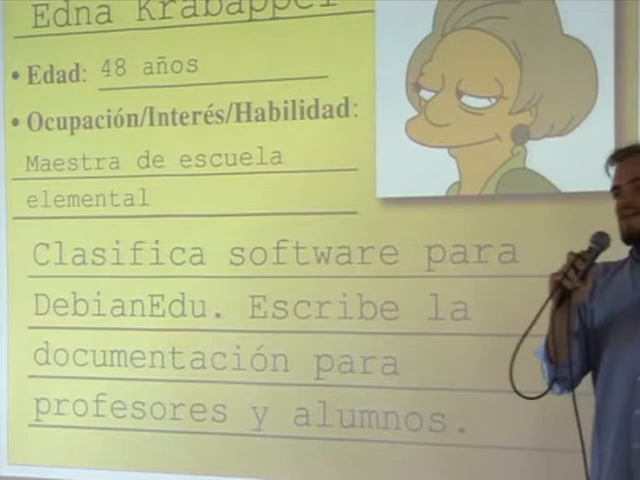 Edna Krabappel
• Edad: 48 años
• Ocupación/Interés/Habilidad:
Maestra de escuela
elemental
Clasifica software para
DebianEdu. Escribe la
documentación para
profesores y alumnos.